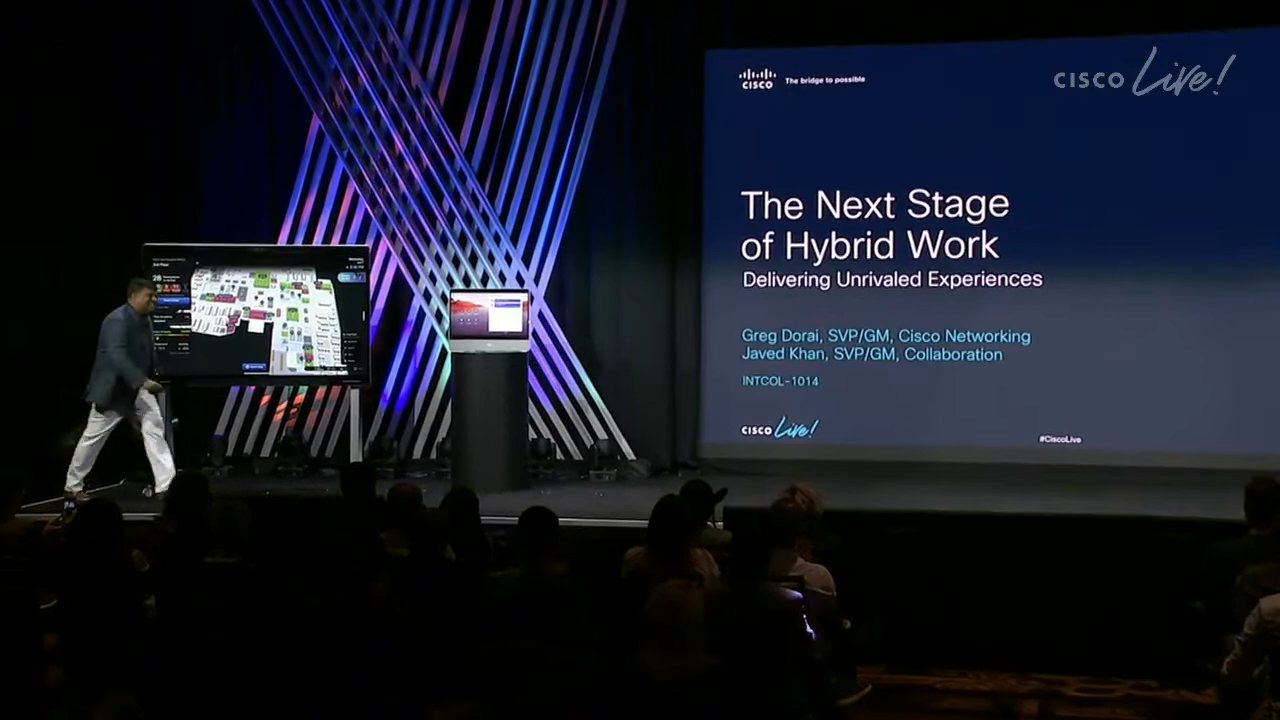 CISCO
The bridge to possible
CISCO Live!
The Next Stage
of Hybrid Work
Delivering Unrivaled Experiences
Greg Dorai, SVP/GM, Cisco Networking
Javed Khan, SVP/GM, Collaboration
INTCOL-1014
CISCO Live!
#CiscoLive